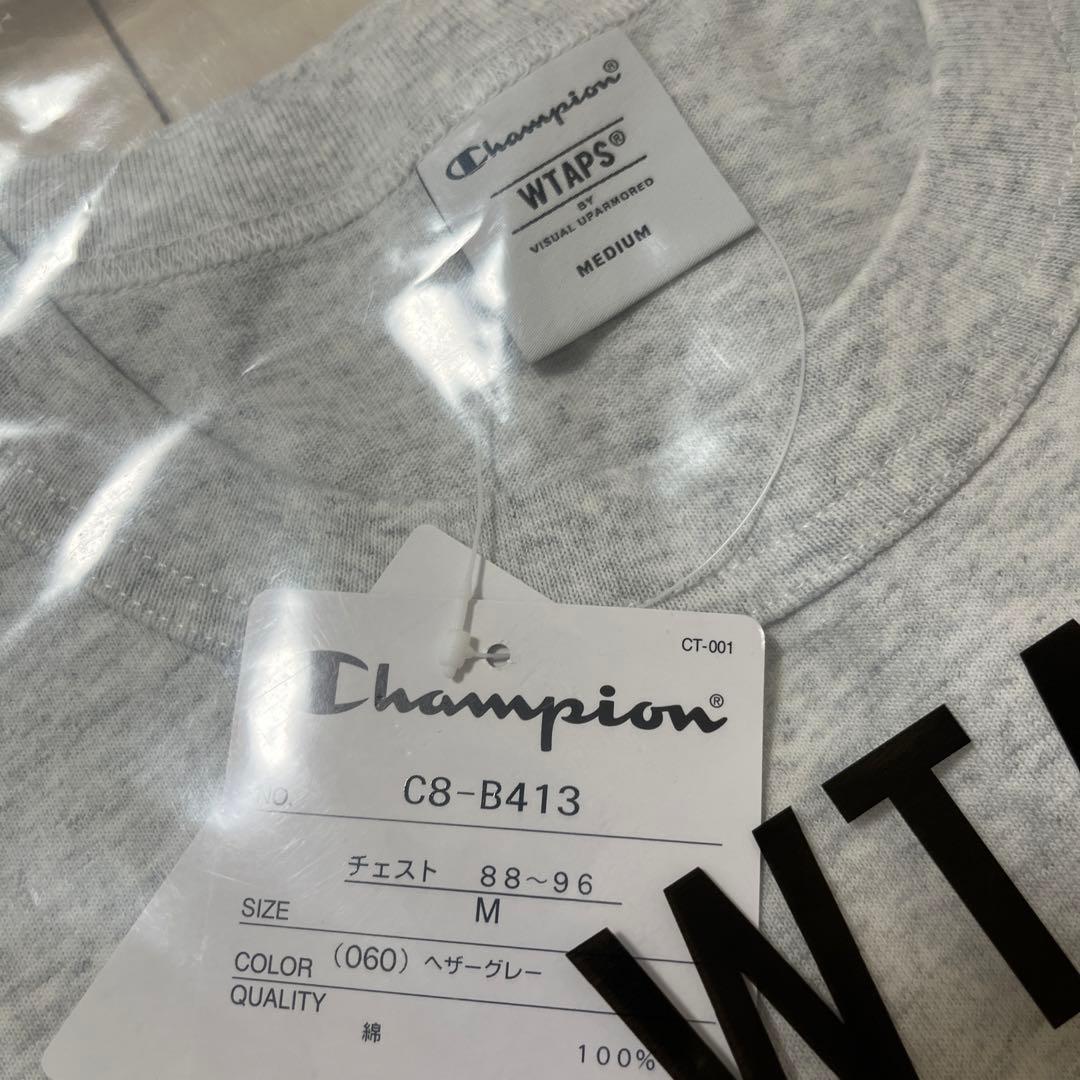 Champion®
WTAPS®
BY
VISUAL UPARMORED
MEDIUM
CT-001
Champion®
NO. C8-B413
チェスト 88~96
SIZE M
COLOR (060) ヘザーグレー
QUALITY
綿 100%
WT